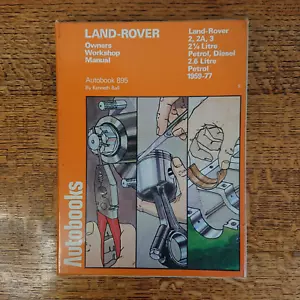 LAND-ROVER
Owners
Workshop
Manual
Autobook 895
By Kenneth Ball
Land-Rover
2, 2A, 3
2¼ Litre
Petrol, Diesel
2.6 Litre
Petrol
1959-77
Autobooks